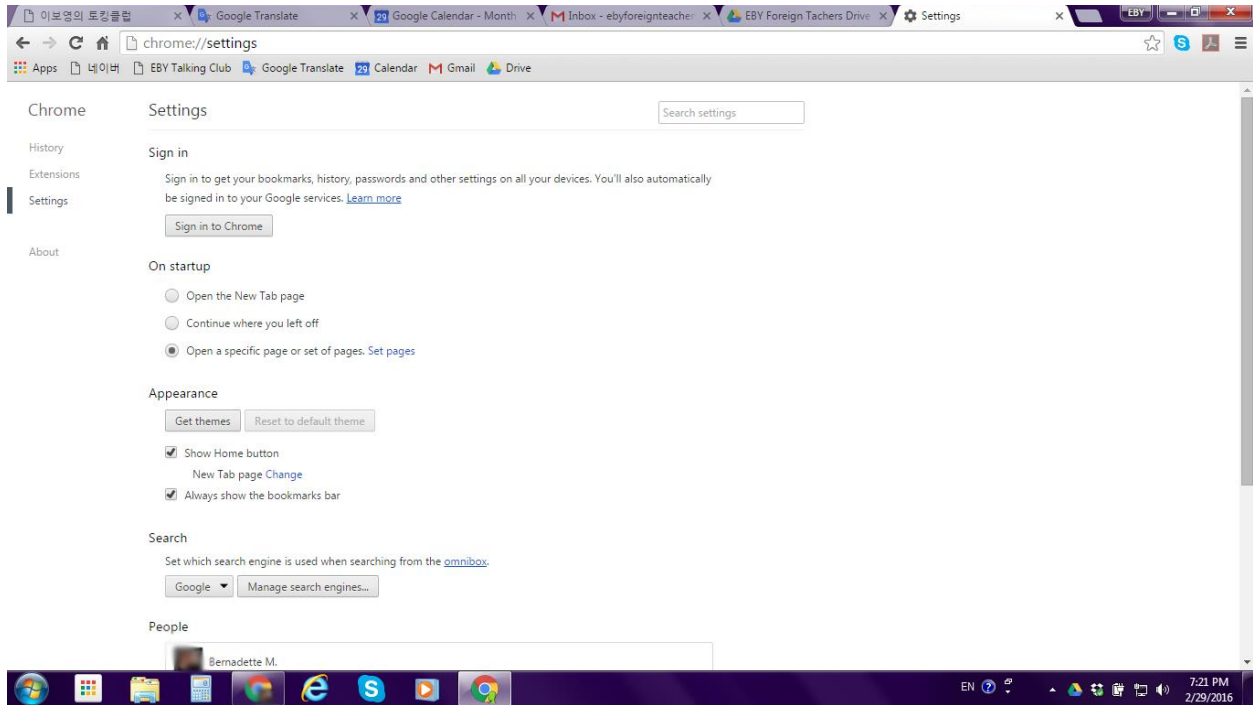 이보영의 토킹클럽
Google Translate
Google Calendar - Month
Inbox - ebyforeignteacher
EBY Foreign Tachers Drive
Settings
EBY
chrome://settings
Apps 네이버 EBY Talking Club Google Translate 29 Calendar Gmail Drive
Chrome
History
Extensions
Settings
About
Settings
Search settings
Sign in
Sign in to get your bookmarks, history, passwords and other settings on all your devices. You'll also automatically
be signed in to your Google services. Learn more
Sign in to Chrome
On startup
Open the New Tab page
Continue where you left off
Open a specific page or set of pages. Set pages
Appearance
Get themes Reset to default theme
Show Home button
New Tab page Change
Always show the bookmarks bar
Search
Set which search engine is used when searching from the omnibox.
Google Manage search engines...
People
Bernadette M.
EN
7:21 PM
2/29/2016